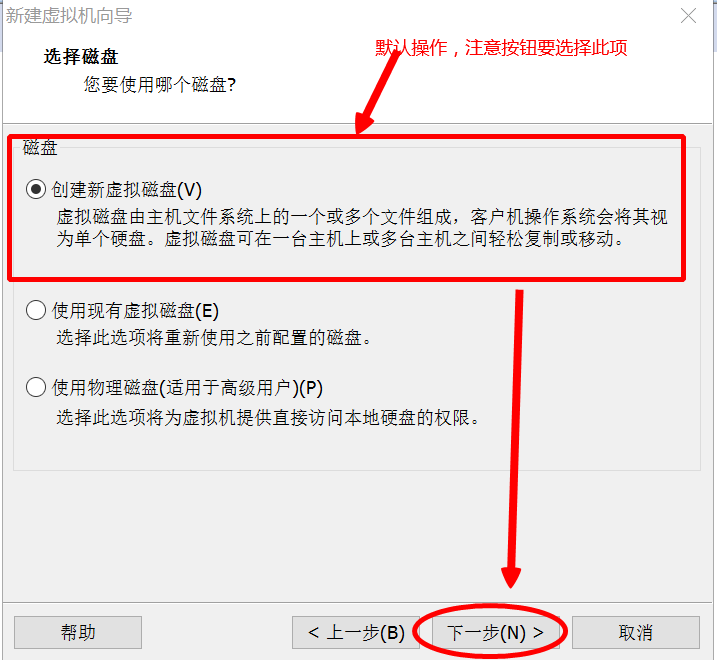 新建虚拟机向导
选择磁盘
默认操作，注意按钮要选择此项
您要使用哪个磁盘?
磁盘
创建新虚拟磁盘(V)
虚拟磁盘由主机文件系统上的一个或多个文件组成，客户机操作系统会将其视
为单个硬盘。虚拟磁盘可在一台主机上或多台主机之间轻松复制或移动。
使用现有虚拟磁盘(E)
选择此选项将重新使用之前配置的磁盘。
使用物理磁盘(适用于高级用户)(P)
选择此选项将为虚拟机提供直接访问本地硬盘的权限。
帮助
< 上一步(B)
下一步(N) >
取消